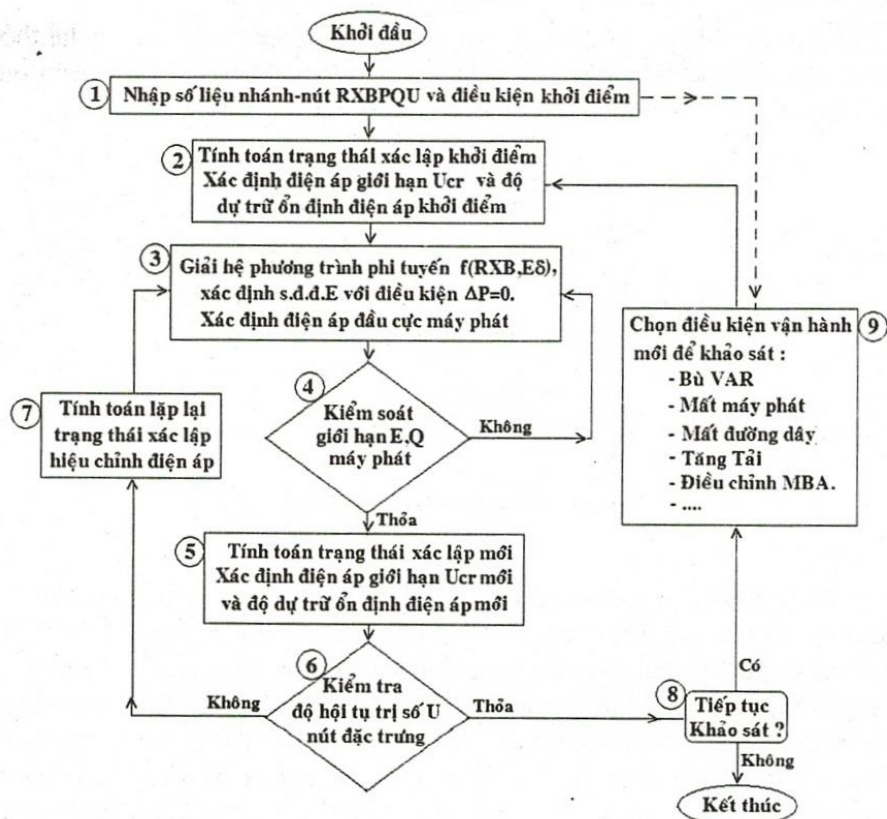 Khởi đầu
1
Nhập số liệu nhánh-nút RXBPQU và điều kiện khởi điểm
2
Tính toán trạng thái xác lập khởi điểm
Xác định điện áp giới hạn Ucr và độ
dự trữ ổn định điện áp khởi điểm
3
Giải hệ phương trình phi tuyến f(RXB,Eδ),
xác định s.đ.đ.E với điều kiện ΔP=0.
Xác định điện áp đầu cực máy phát
4
Kiểm soát
giới hạn E,Q
máy phát
Không
Thỏa
7
Tính toán lặp lại
trạng thái xác lập
hiệu chỉnh điện áp
9
Chọn điều kiện vận hành
mới để khảo sát :
- Bù VAR
- Mất máy phát
- Mất đường dây
- Tăng Tải
- Điều chỉnh MBA.
- ....
5
Tính toán trạng thái xác lập mới
Xác định điện áp giới hạn Ucr mới
và độ dự trữ ổn định điện áp mới
6
Kiểm tra
độ hội tụ trị số U
nút đặc trưng
Không
Thỏa
8
Tiếp tục
Khảo sát ?
Có
Không
Kết thúc